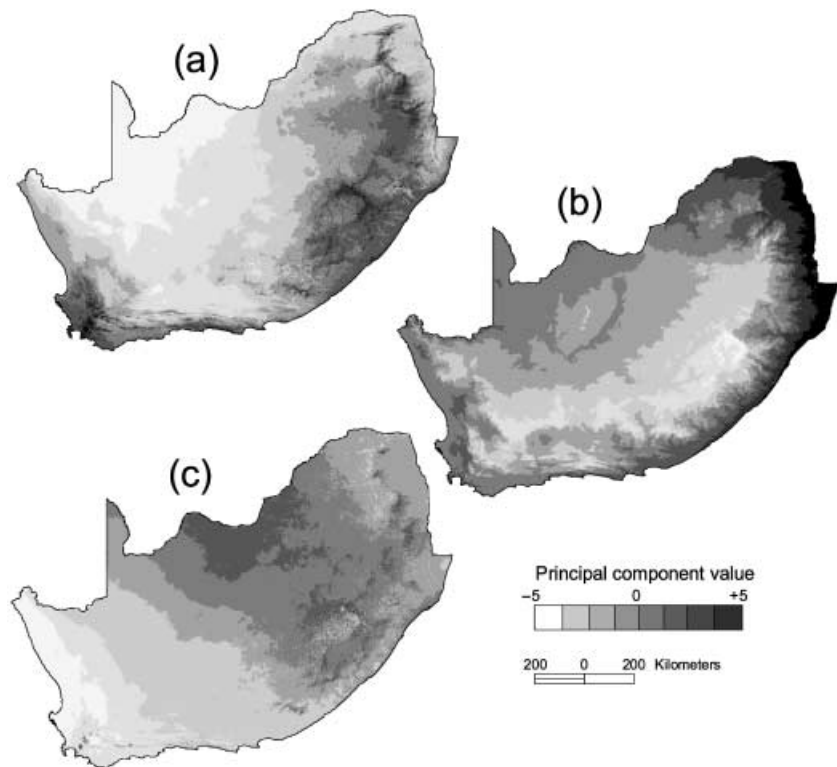 (a)
(b)
(c)
Principal component value
−5 0 +5
200 0 200 Kilometers